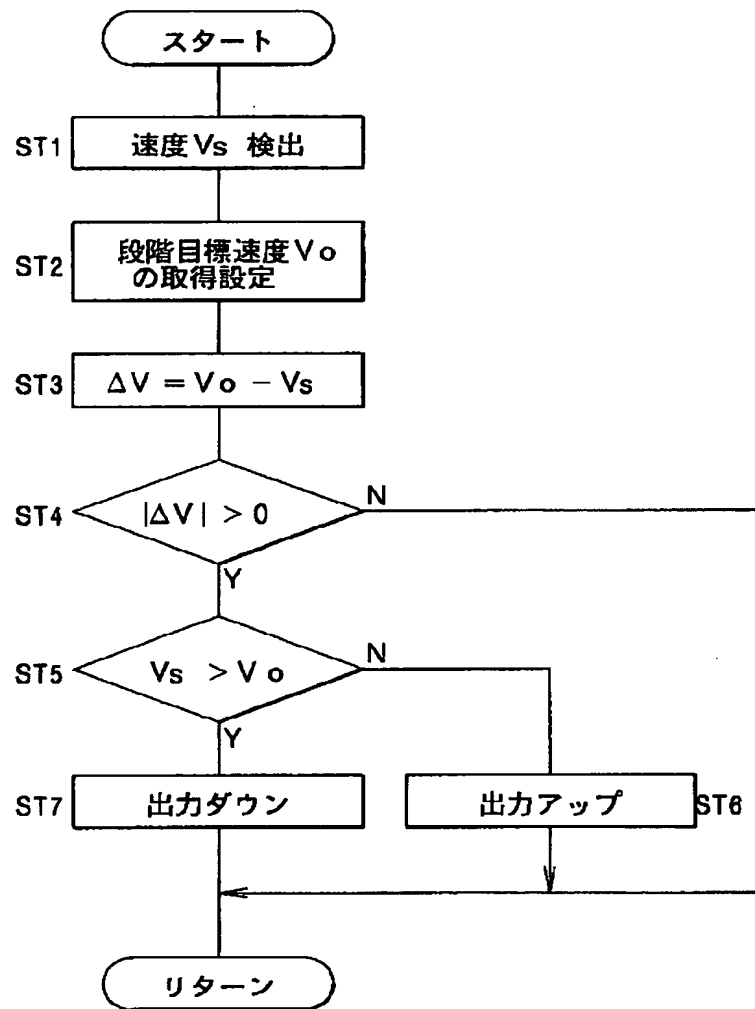 スタート
ST1
速度Vs 検出
ST2
段階目標速度Vo
の取得設定
ST3
ΔV = Vo - Vs
ST4
|ΔV| > 0
N
Y
ST5
Vs > Vo
N
Y
ST7
出力ダウン
出力アップ
ST6
リターン